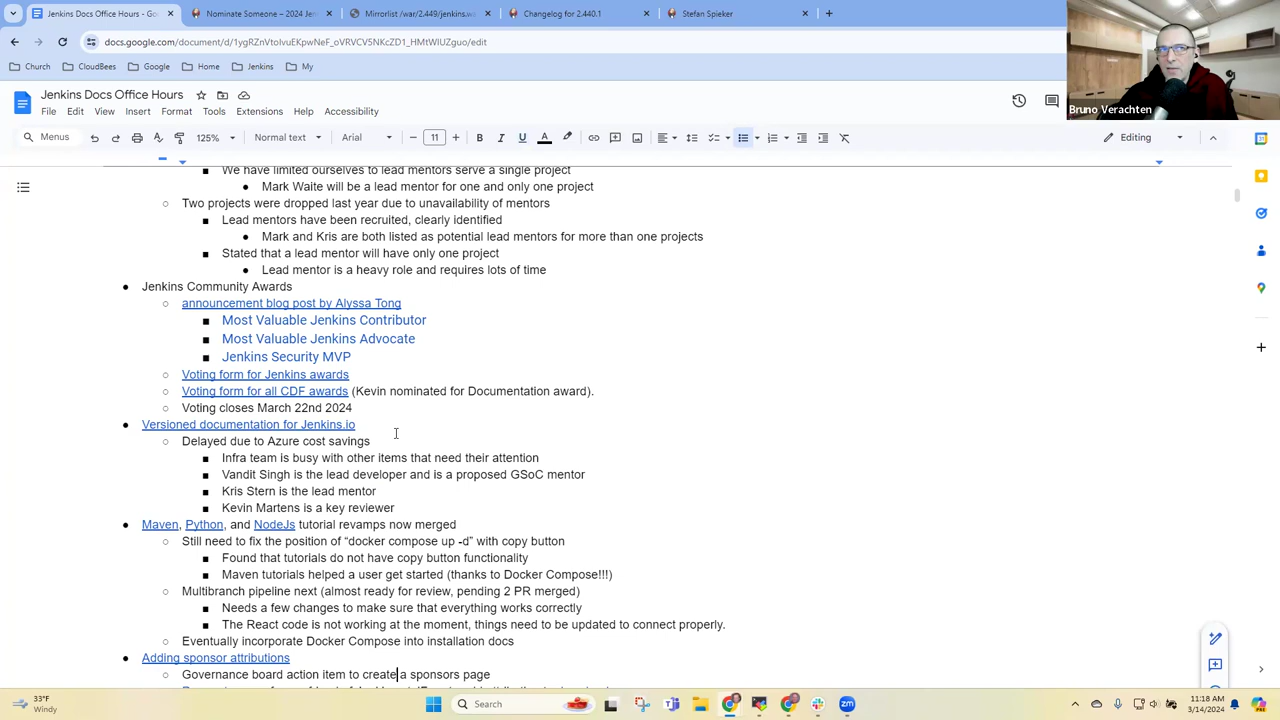 Jenkins Docs Office Hours - Goo
Nominate Someone – 2024 Jen
Mirrorlist /war/2.449/jenkins.wa
Changelog for 2.440.1
Stefan Spieker
docs.google.com/document/d/1ygRZnVtoIvuEKpwNeF_oVRVCV5NKcZD1_HMtWlUZguo/edit
Church
CloudBees
Google
Home
Jenkins
My
Bruno Verachten
Jenkins Docs Office Hours
File Edit View Insert Format Tools Extensions Help
Menus
125%
Normal text
Arial
11
B I U A
Editing
We have limited ourselves to lead mentors serve a single project
Mark Waite will be a lead mentor for one and only one project
Two projects were dropped last year due to unavailability of mentors
Lead mentors have been recruited, clearly identified
Mark and Kris are both listed as potential lead mentors for more than one projects
Stated that a lead mentor will have only one project
Lead mentor is a heavy role and requires lots of time
Jenkins Community Awards
announcement blog post by Alyssa Tong
Most Valuable Jenkins Contributor
Most Valuable Jenkins Advocate
Jenkins Security MVP
Voting form for Jenkins awards
Voting form for all CDF awards (Kevin nominated for Documentation award).
Voting closes March 22nd 2024
Versioned documentation for Jenkins.io
Delayed due to Azure cost savings
Infra team is busy with other items that need their attention
Vandit Singh is the lead developer and is a proposed GSoC mentor
Kris Stern is the lead mentor
Kevin Martens is a key reviewer
Maven, Python, and NodeJs tutorial revamps now merged
Still need to fix the position of “docker compose up -d” with copy button
Found that tutorials do not have copy button functionality
Maven tutorials helped a user get started (thanks to Docker Compose!!!)
Multibranch pipeline next (almost ready for review, pending 2 PR merged)
Needs a few changes to make sure that everything works correctly
The React code is not working at the moment, things need to be updated to connect properly.
Eventually incorporate Docker Compose into installation docs
Adding sponsor attributions
Governance board action item to create a sponsors page
33°F
Windy
Search
11:18 AM
3/14/2024